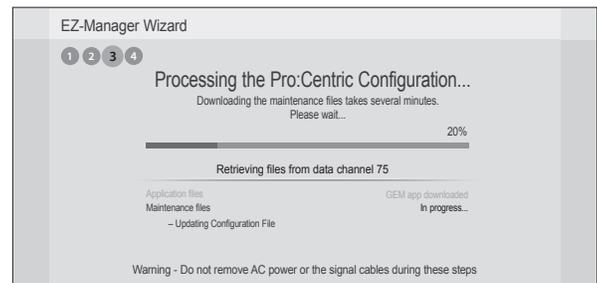 EZ-Manager Wizard
1 2 3 4
Processing the Pro:Centric Configuration...
Downloading the maintenance files takes several minutes.
Please wait...
20%
Retrieving files from data channel 75
Application files GEM app downloaded
Maintenance files In progress...
– Updating Configuration File
Warning - Do not remove AC power or the signal cables during these steps